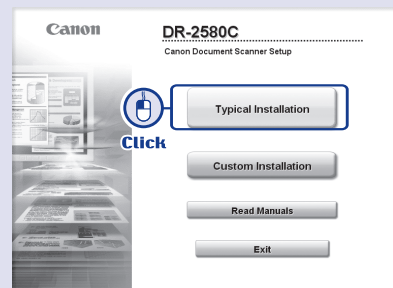 Canon
DR-2580C
Canon Document Scanner Setup
Typical Installation
Click
Custom Installation
Read Manuals
Exit